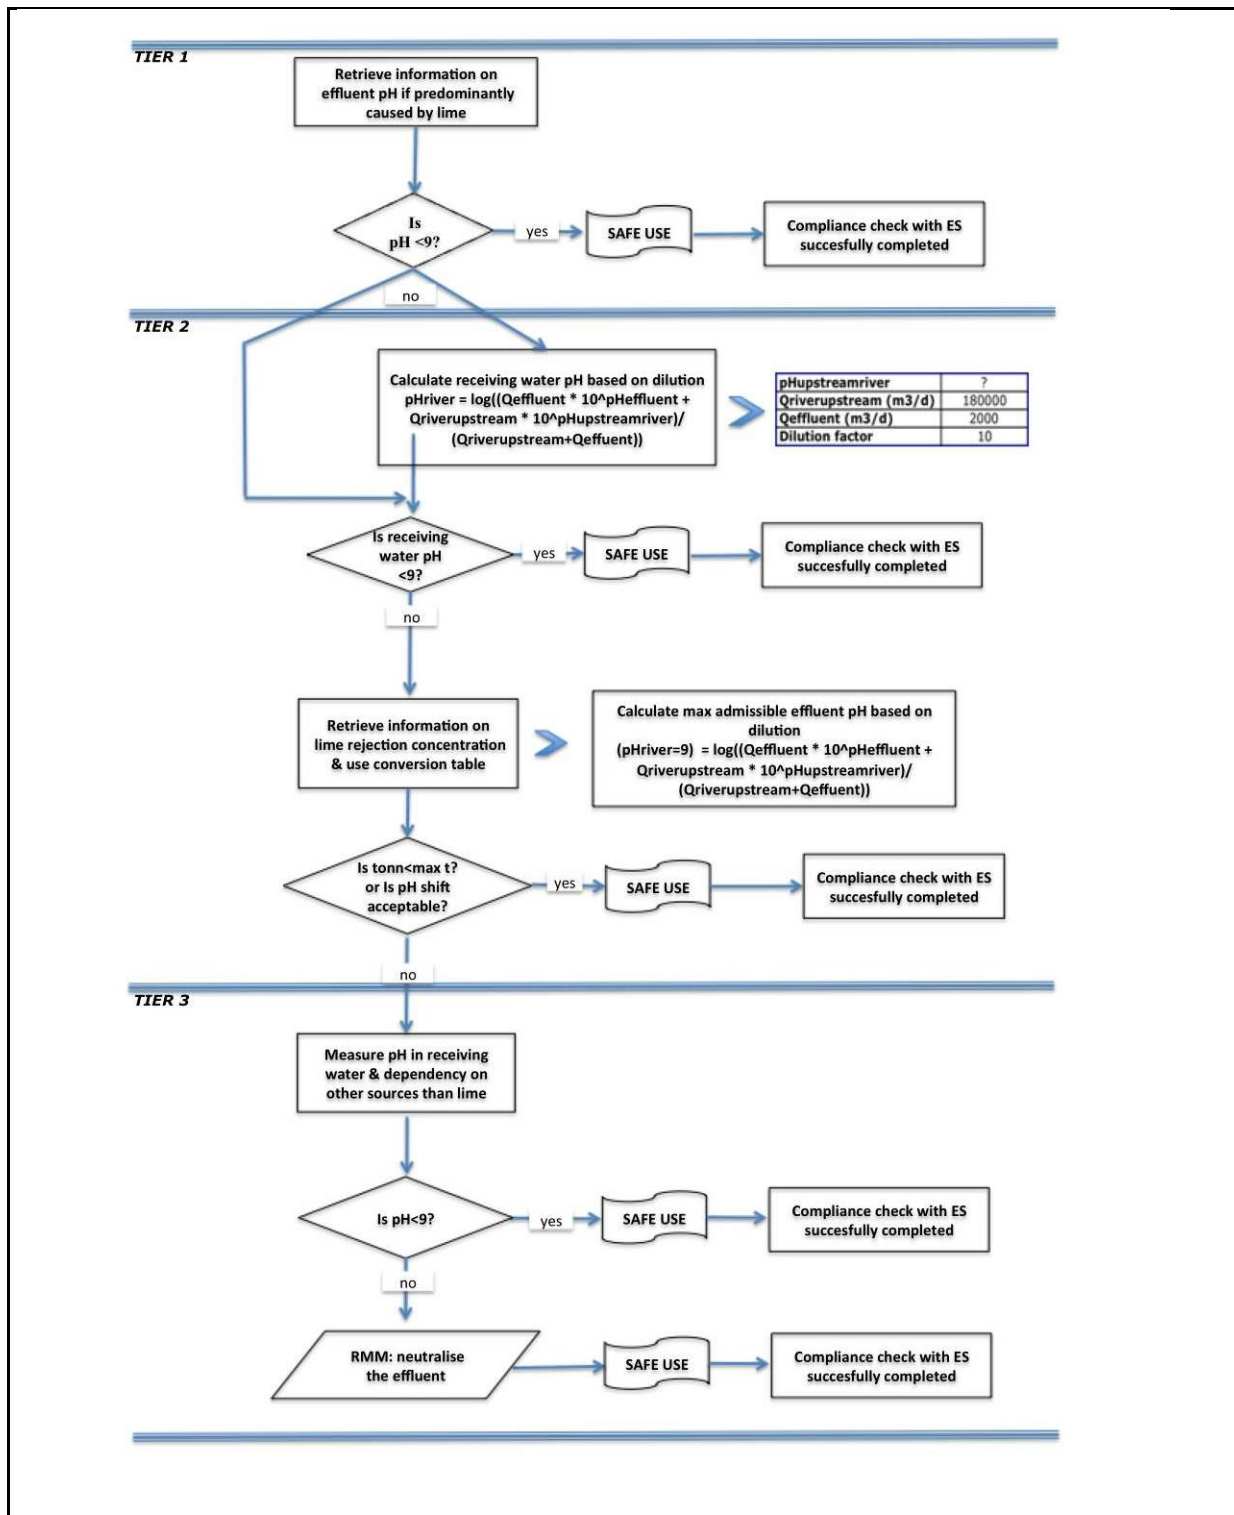 TIER 1
Retrieve information on
effluent pH if predominantly
caused by lime
Is
pH <9?
yes
SAFE USE
Compliance check with ES
succesfully completed
no
TIER 2
Calculate receiving water pH based on dilution
pHriver = log((Qeffluent * 10^pHeffluent +
Qriverupstream * 10^pHupstreamriver)/
(Qriverupstream+Qeffuent))
pHupstreamriver ?
Qriverupstream (m3/d) 180000
Qeffluent (m3/d) 2000
Dilution factor 10
Is receiving
water pH
<9?
yes
SAFE USE
Compliance check with ES
succesfully completed
no
Retrieve information on
lime rejection concentration
& use conversion table
Calculate max admissible effluent pH based on
dilution
(pHriver=9) = log((Qeffluent * 10^pHeffluent +
Qriverupstream * 10^pHupstreamriver)/
(Qriverupstream+Qeffuent))
Is tonn<max t?
or Is pH shift
acceptable?
yes
SAFE USE
Compliance check with ES
succesfully completed
no
TIER 3
Measure pH in receiving
water & dependency on
other sources than lime
Is pH<9?
yes
SAFE USE
Compliance check with ES
succesfully completed
no
RMM: neutralise
the effluent
SAFE USE
Compliance check with ES
succesfully completed